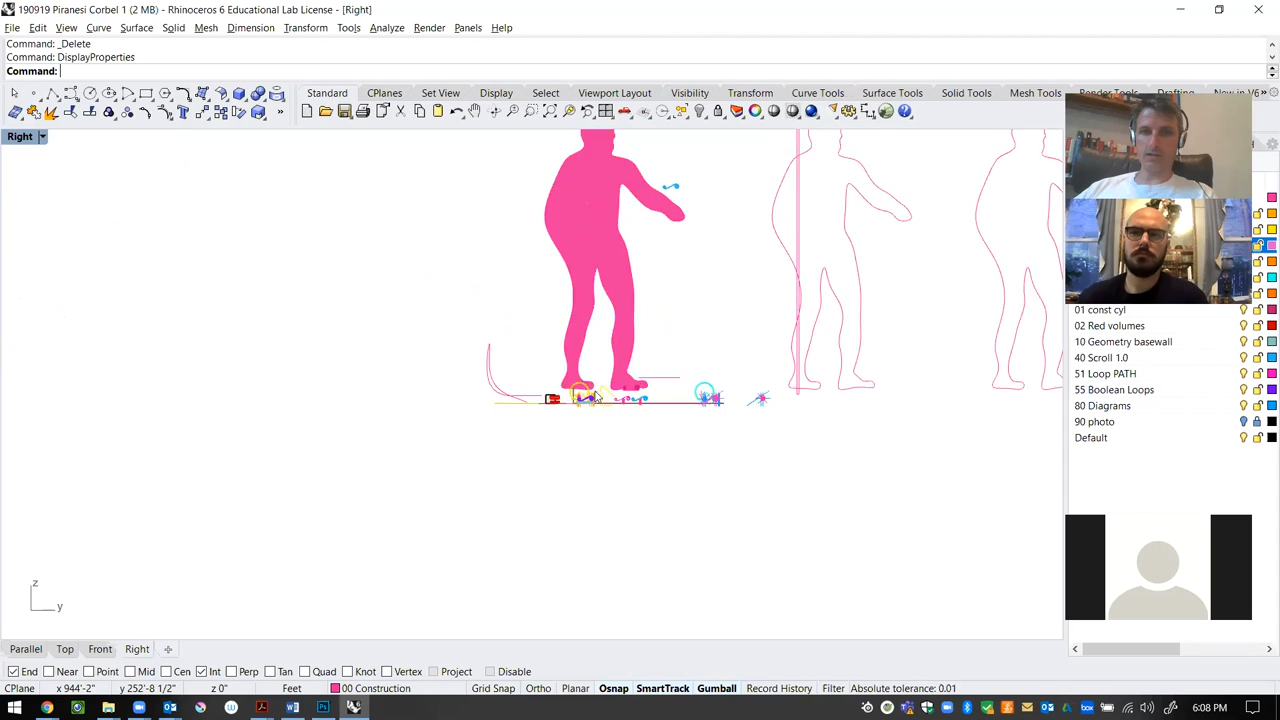 190919 Piranesi Corbel 1 (2 MB) - Rhinoceros 6 Educational Lab License - [Right]
File Edit View Curve Surface Solid Mesh Dimension Transform Tools Analyze Render Panels Help
Command: _Delete
Command: DisplayProperties
Command:
Standard CPlanes Set View Display Select Viewport Layout Visibility Transform Curve Tools Surface Tools Solid Tools Mesh Tools Render Tools Drafting New in V6
Right
01 const cyl
02 Red volumes
10 Geometry basewall
40 Scroll 1.0
51 Loop PATH
55 Boolean Loops
80 Diagrams
90 photo
Default
z
y
Parallel Top Front Right
End Near Point Mid Cen Int Perp Tan Quad Knot Vertex Project Disable
CPlane x 944'-2" y 252'-8 1/2" z 0" Feet 00 Construction Grid Snap Ortho Planar Osnap SmartTrack Gumball Record History Filter Absolute tolerance: 0.01
6:08 PM